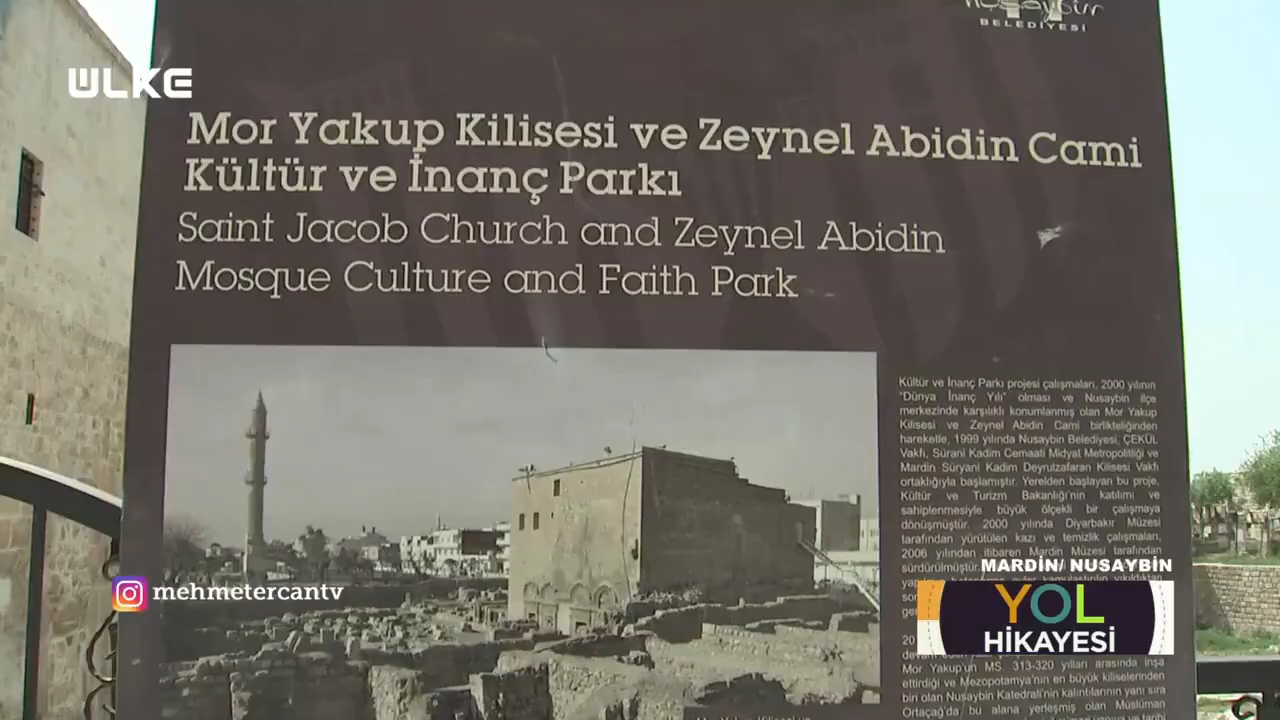 nusaybin
BELEDİYESİ
ÜLKE
Mor Yakup Kilisesi ve Zeynel Abidin Cami
Kültür ve İnanç Parkı
Saint Jacob Church and Zeynel Abidin
Mosque Culture and Faith Park
Kültür ve İnanç Parkı projesi çalışmaları, 2000 yılının
"Dünya İnanç Yılı" olması ve Nusaybin ilçe
merkezinde karşılıklı konumlanmış olan Mor Yakup
Kilisesi ve Zeynel Abidin Cami birlikteliğinden
hareketle, 1999 yılında Nusaybin Belediyesi, ÇEKÜL
Vakfı, Süryani Kadim Cemaati Midyat Metropolitliği ve
Mardin Süryani Kadim Deyrulzafaran Kilisesi Vakfı
ortaklığıyla başlamıştır. Yerelden başlayan bu proje,
Kültür ve Turizm Bakanlığı'nın katılımı ve
sahiplenmesiyle büyük ölçekli bir çalışmaya
dönüşmüştür. 2000 yılında Diyarbakır Müzesi
tarafından yürütülen kazı ve temizlik çalışmaları,
2006 yılından itibaren Mardin Müzesi tarafından
sürdürülmüştür.
Mor Yakup'un MS. 313-320 yılları arasında inşa
ettirdiği ve Mezopotamya'nın en büyük kiliselerinden
biri olan Nusaybin Katedrali'nin kalıntılarının yanı sıra
Ortaçağ'da bu alana yerleşmiş olan Müslüman
MARDİN/ NUSAYBİN
YOL
HİKAYESİ
mehmetercantv